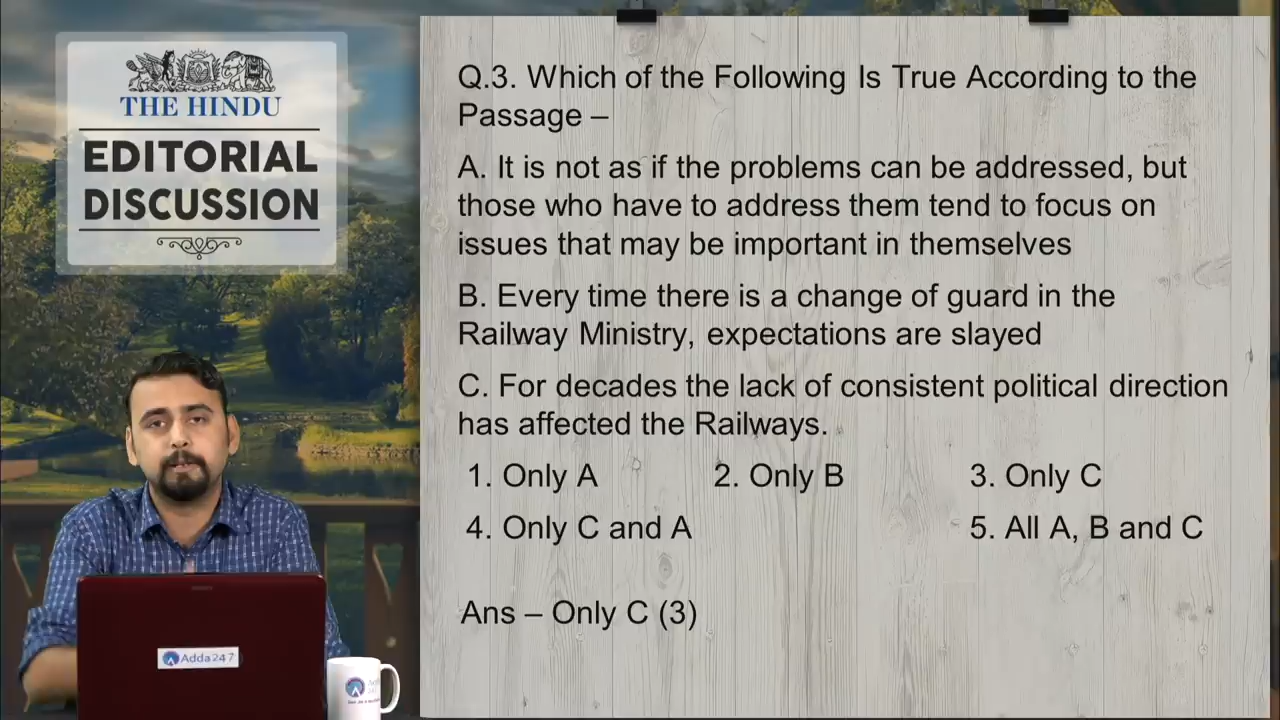 THE HINDU
EDITORIAL
DISCUSSION
Q.3. Which of the Following Is True According to the
Passage –
A. It is not as if the problems can be addressed, but
those who have to address them tend to focus on
issues that may be important in themselves
B. Every time there is a change of guard in the
Railway Ministry, expectations are slayed
C. For decades the lack of consistent political direction
has affected the Railways.
1. Only A 2. Only B 3. Only C
4. Only C and A 5. All A, B and C
Ans – Only C (3)
Adda247